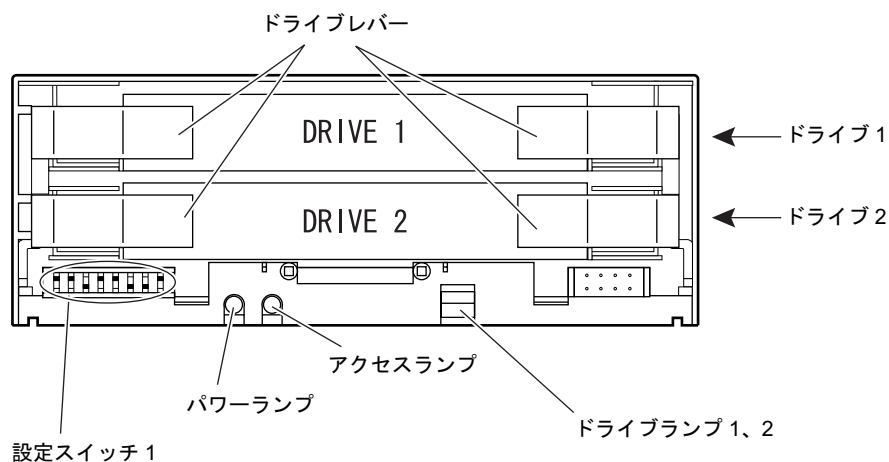 ドライブレバー
DRIVE 1
ドライブ 1
DRIVE 2
ドライブ 2
アクセスランプ
パワーランプ
ドライブランプ 1、2
設定スイッチ 1